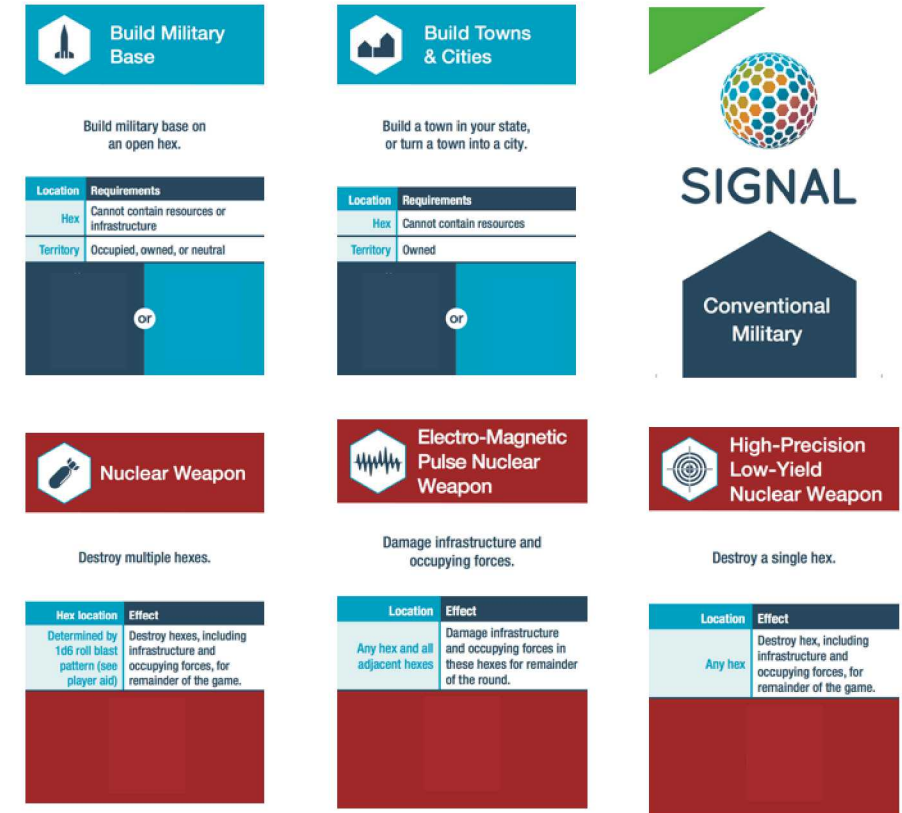 Build Military
Base
Build military base on
an open hex.
Location Requirements
Hex Cannot contain resources or
infrastructure
Territory Occupied, owned, or neutral
or
Build Towns
& Cities
Build a town in your state,
or turn a town into a city.
Location Requirements
Hex Cannot contain resources
Territory Owned
or
SIGNAL
Conventional
Military
Nuclear Weapon
Destroy multiple hexes.
Hex location Effect
Determined by Destroy hexes, including
1d6 roll blast infrastructure and
pattern (see occupying forces, for
player aid) remainder of the game.
Electro-Magnetic
Pulse Nuclear
Weapon
Damage infrastructure and
occupying forces.
Location Effect
Damage infrastructure
Any hex and all and occupying forces in
adjacent hexes these hexes for remainder
of the round.
High-Precision
Low-Yield
Nuclear Weapon
Destroy a single hex.
Location Effect
Destroy hex, including
infrastructure and
Any hex occupying forces, for
remainder of the game.